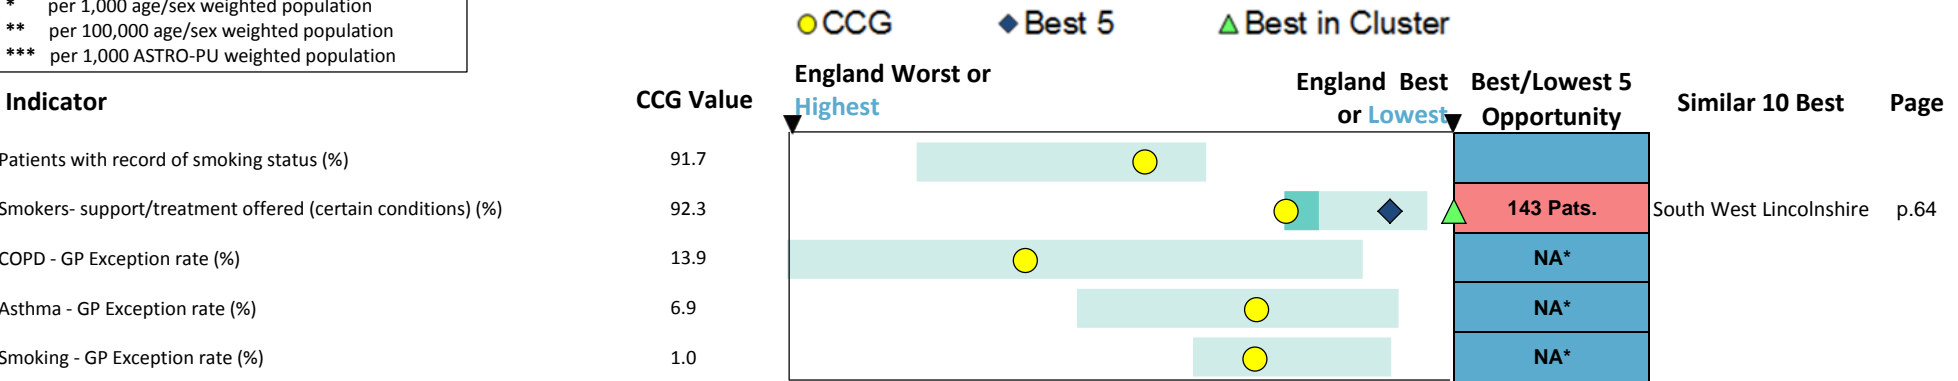 * per 1,000 age/sex weighted population
** per 100,000 age/sex weighted population
*** per 1,000 ASTRO-PU weighted population
CCG Best 5 Best in Cluster
Indicator CCG Value England Worst or Highest England Best or Lowest Best/Lowest 5 Opportunity Similar 10 Best Page
Patients with record of smoking status (%) 91.7
Smokers- support/treatment offered (certain conditions) (%) 92.3 143 Pats. South West Lincolnshire p.64
COPD - GP Exception rate (%) 13.9 NA*
Asthma - GP Exception rate (%) 6.9 NA*
Smoking - GP Exception rate (%) 1.0 NA*